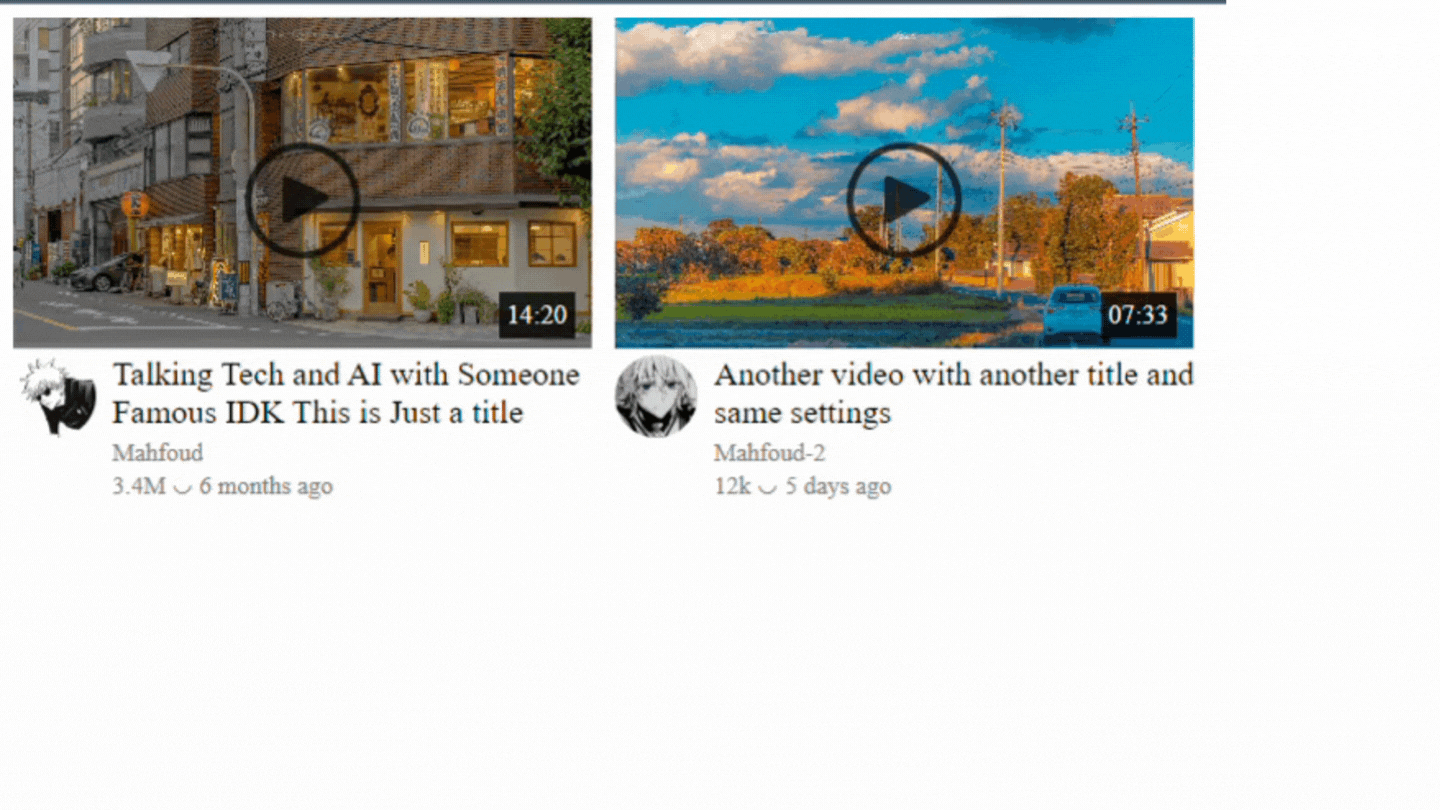 14:20
Talking Tech and AI with Someone
Famous IDK This is Just a title
Mahfoud
3.4M ◡ 6 months ago
07:33
Another video with another title and
same settings
Mahfoud-2
12k ◡ 5 days ago